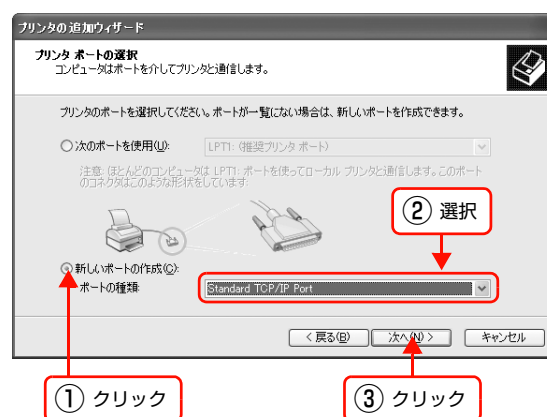 プリンタの追加ウィザード
プリンタ ポートの選択
コンピュータはポートを介してプリンタと通信します。
プリンタのポートを選択してください。ポートが一覧にない場合は、新しいポートを作成できます。
次のポートを使用(U):
LPT1: (推奨プリンタ ポート)
注意: ほとんどのコンピュータは LPT1: ポートを使ってローカル プリンタと通信します。このポート
のコネクタはこのような形状をしています:
② 選択
新しいポートの作成(C):
ポートの種類:
Standard TCP/IP Port
< 戻る(B)
次へ(N) >
キャンセル
① クリック
③ クリック